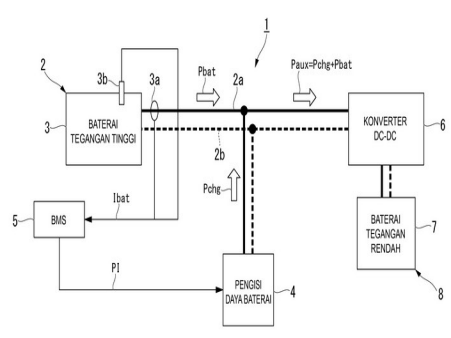 1
2
3b
3a
Pbat
2a
Paux=Pchg+Pbat
3
BATERAI
TEGANGAN TINGGI
2b
KONVERTER
DC-DC
6
Pchg
Ibat
5
BMS
BATERAI
TEGANGAN
RENDAH
7
PI
PENGISI
DAYA BATERAI
4
8